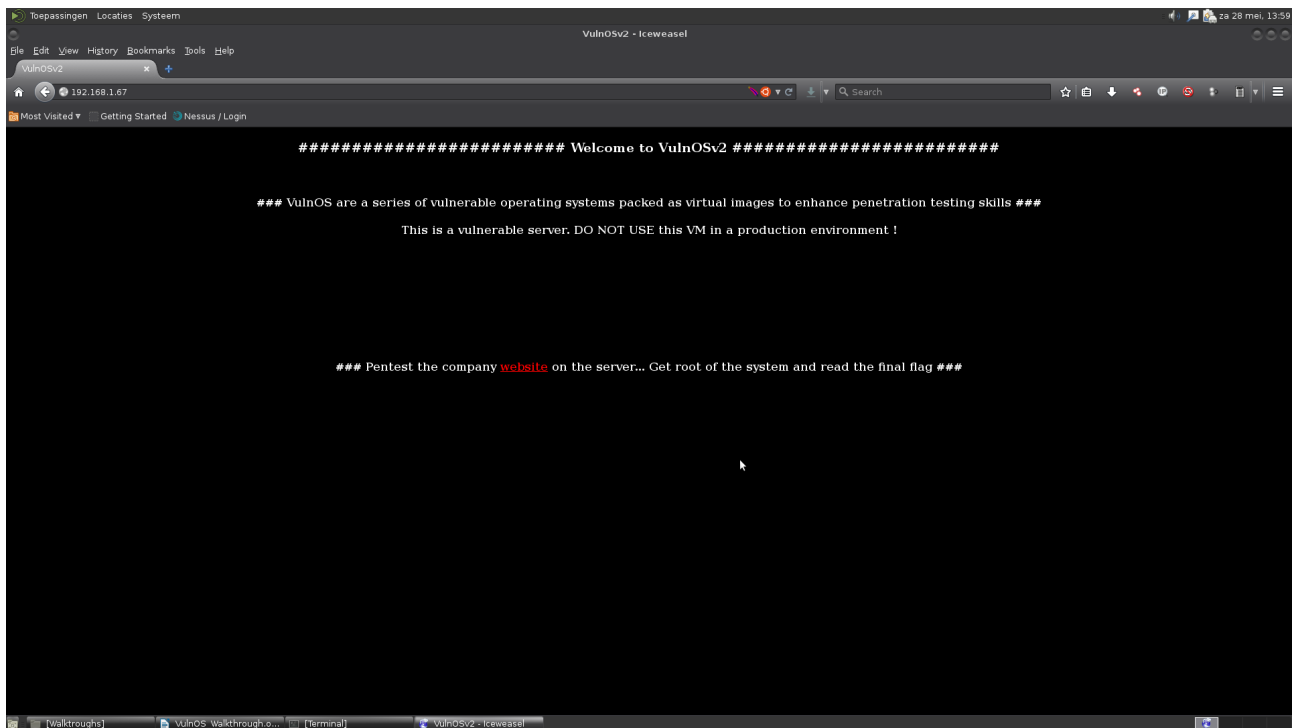 Toepassingen Locaties Systeem za 28 mei, 13:59
VulnOSv2 - Iceweasel
File Edit View History Bookmarks Tools Help
VulnOSv2
192.168.1.67 Search
Most Visited Getting Started Nessus / Login
######################### Welcome to VulnOSv2 #########################
### VulnOS are a series of vulnerable operating systems packed as virtual images to enhance penetration testing skills ###
This is a vulnerable server. DO NOT USE this VM in a production environment !
### Pentest the company website on the server... Get root of the system and read the final flag ###
[Walktroughs] VulnOS_Walkthrough.o... [Terminal] VulnOSv2 - Iceweasel